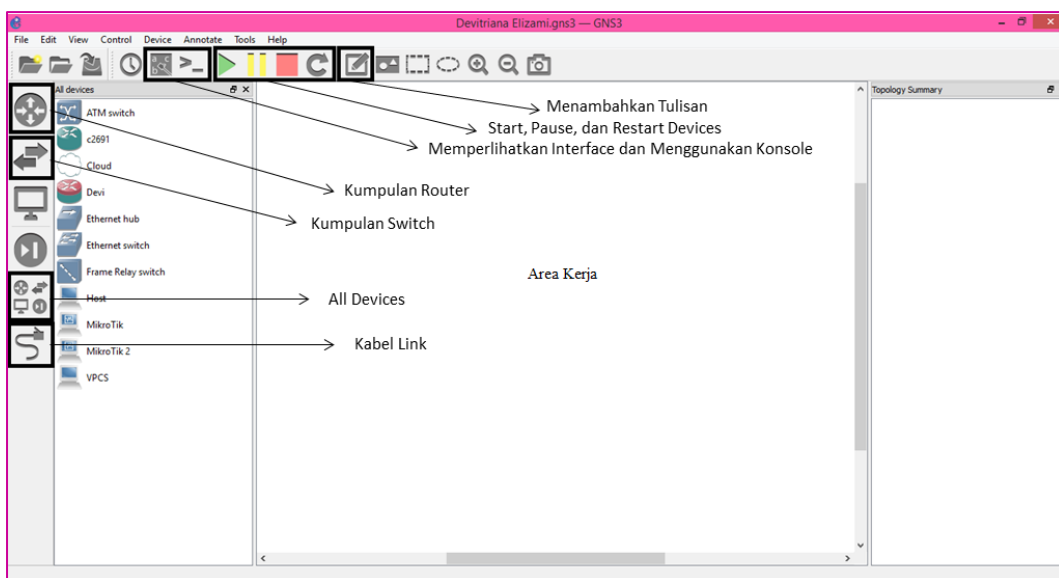 Devitriana Elizami.gns3 — GNS3
File Edit View Control Device Annotate Tools Help
All devices
Topology Summary
ATM switch
c2691
Cloud
Devi
Ethernet hub
Ethernet switch
Frame Relay switch
Host
MikroTik
MikroTik 2
VPCS
Menambahkan Tulisan
Start, Pause, dan Restart Devices
Memperlihatkan Interface dan Menggunakan Konsole
Kumpulan Router
Kumpulan Switch
Area Kerja
All Devices
Kabel Link